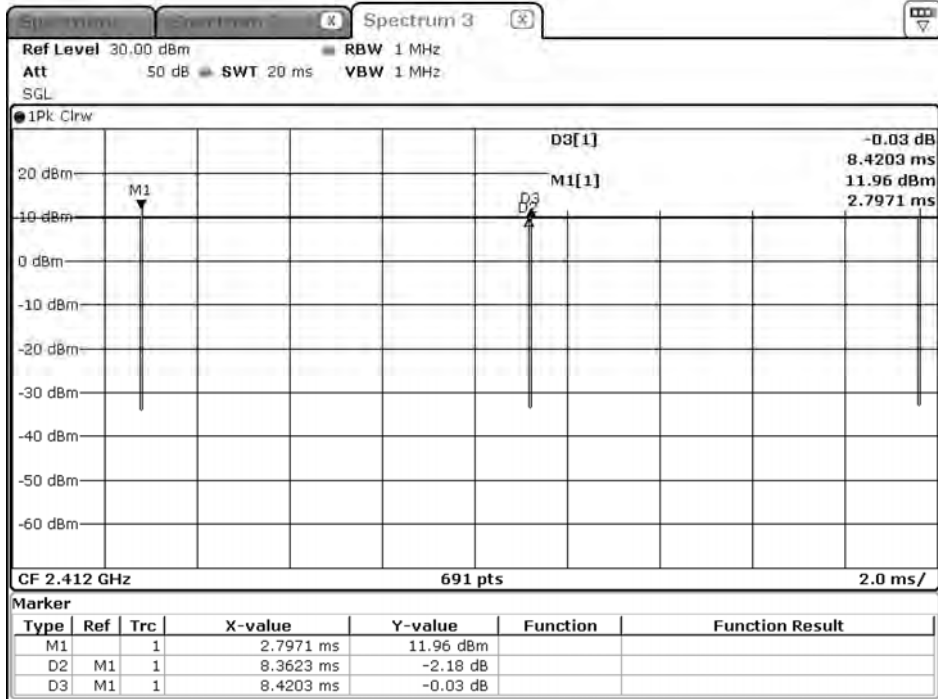 Spectrum 3
Ref Level 30.00 dBm RBW 1 MHz
Att 50 dB SWT 20 ms VBW 1 MHz
SGL
1Pk Clrw
D3[1] -0.03 dB
8.4203 ms
M1[1] 11.96 dBm
2.7971 ms
20 dBm
M1
D3
D2
10 dBm
0 dBm
-10 dBm
-20 dBm
-30 dBm
-40 dBm
-50 dBm
-60 dBm
CF 2.412 GHz 691 pts 2.0 ms/
Marker
Type Ref Trc X-value Y-value Function Function Result
M1 1 2.7971 ms 11.96 dBm
D2 M1 1 8.3623 ms -2.18 dB
D3 M1 1 8.4203 ms -0.03 dB